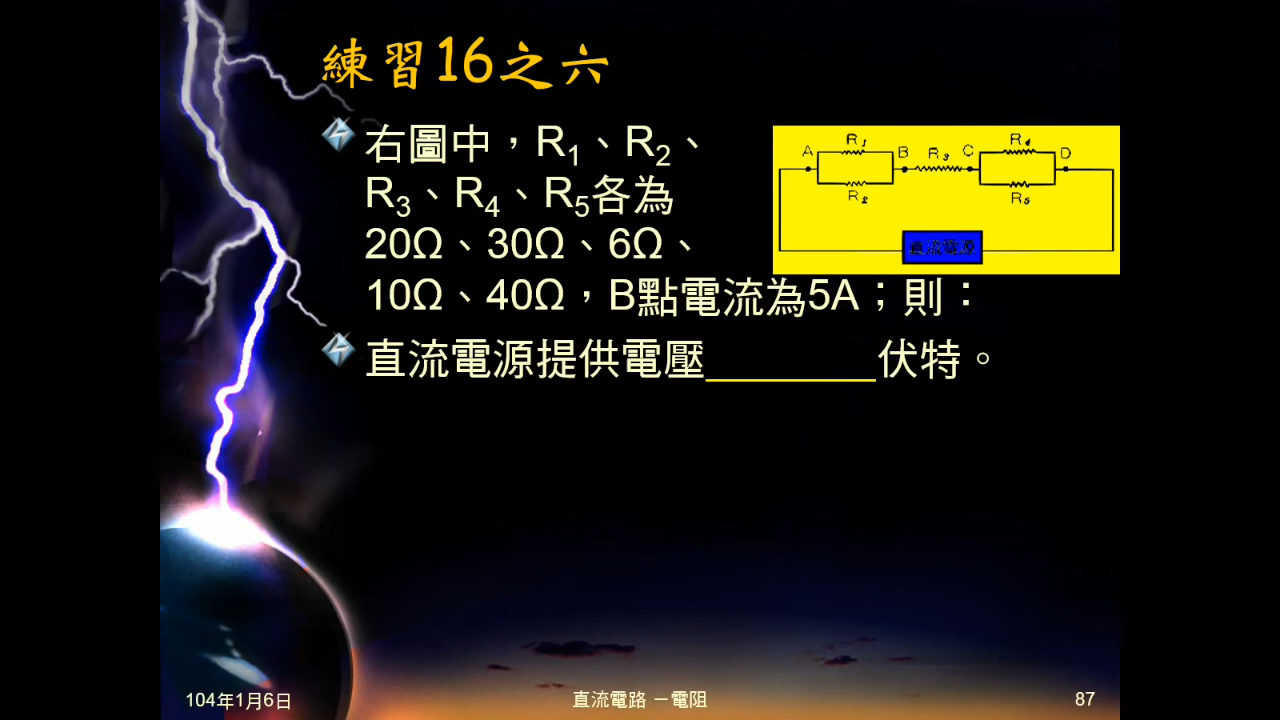 練習16之六
右圖中，R₁、R₂、
R₃、R₄、R₅各為
20Ω、30Ω、6Ω、
10Ω、40Ω，B點電流為5A；則：
直流電源提供電壓________伏特。
A R₁ B R₃ C R₄ D
R₂ R₅
直流電源
104年1月6日 直流電路 －電阻 87